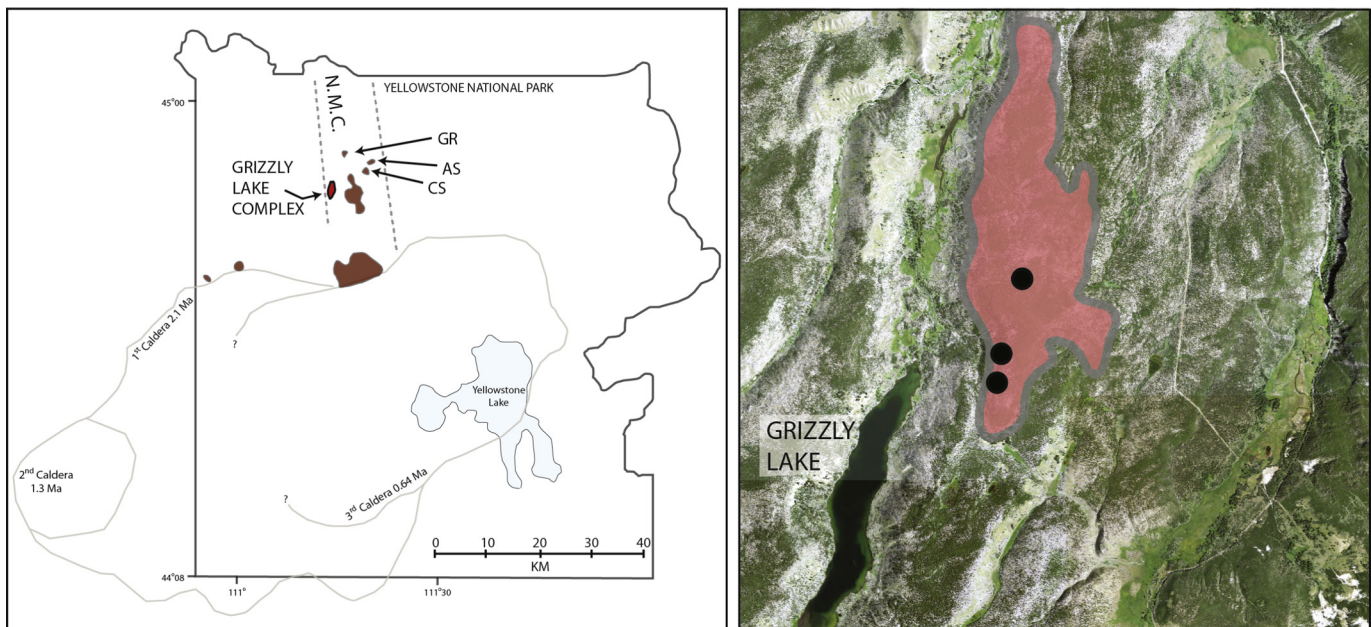 45°00
N.M.C.
YELLOWSTONE NATIONAL PARK
GR
AS
CS
GRIZZLY
LAKE
COMPLEX
1st Caldera 2.1 Ma
?
Yellowstone
Lake
2nd Caldera
1.3 Ma
?
3rd Caldera 0.64 Ma
0 10 20 30 40
KM
44°08
111°
111°30
GRIZZLY
LAKE